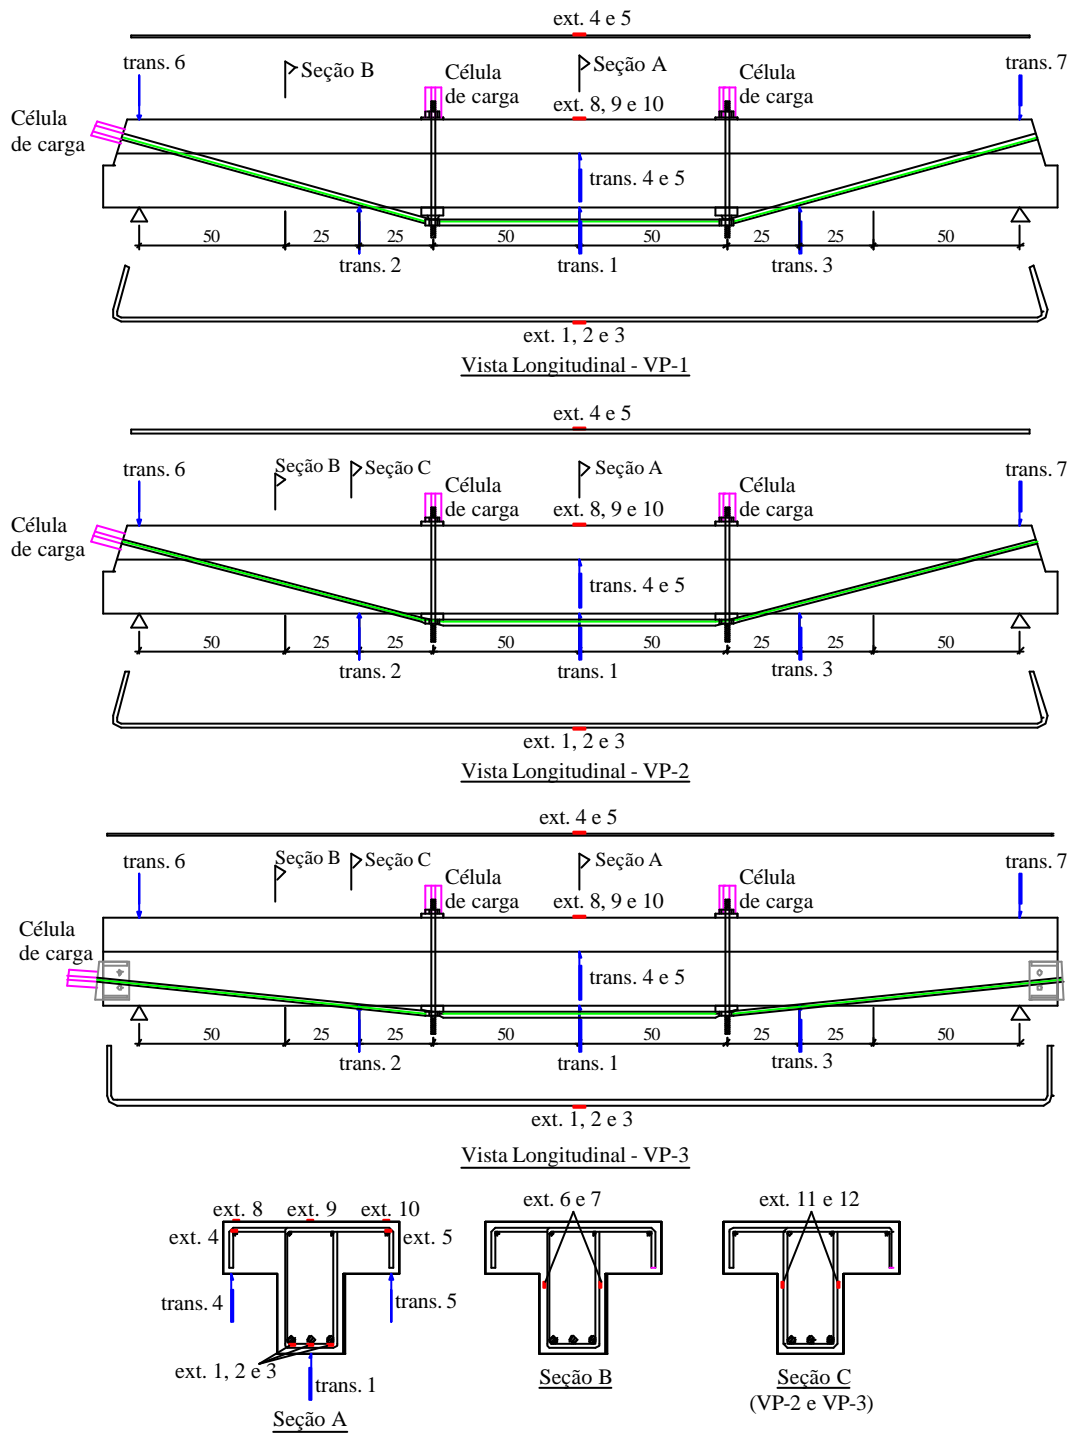 ext. 4 e 5
trans. 6
Seção B
Célula
de carga
Seção A
Célula
de carga
trans. 7
ext. 8, 9 e 10
Célula
de carga
trans. 4 e 5
50
25
25
50
50
25
25
50
trans. 2
trans. 1
trans. 3
ext. 1, 2 e 3
Vista Longitudinal - VP-1
ext. 4 e 5
trans. 6
Seção B
Seção C
Célula
de carga
Seção A
Célula
de carga
trans. 7
ext. 8, 9 e 10
Célula
de carga
trans. 4 e 5
50
25
25
50
50
25
25
50
trans. 2
trans. 1
trans. 3
ext. 1, 2 e 3
Vista Longitudinal - VP-2
ext. 4 e 5
trans. 6
Seção B
Seção C
Célula
de carga
Seção A
Célula
de carga
trans. 7
ext. 8, 9 e 10
Célula
de carga
trans. 4 e 5
50
25
25
50
50
25
25
50
trans. 2
trans. 1
trans. 3
ext. 1, 2 e 3
Vista Longitudinal - VP-3
ext. 8
ext. 9
ext. 10
ext. 4
ext. 5
trans. 4
trans. 5
ext. 1, 2 e 3
trans. 1
Seção A
ext. 6 e 7
Seção B
ext. 11 e 12
Seção C
(VP-2 e VP-3)